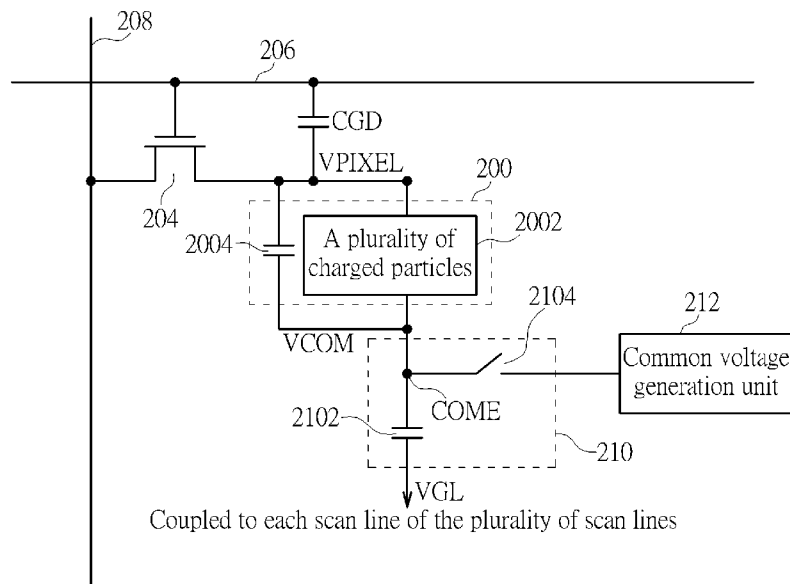 208
206
CGD
VPIXEL
204
200
2004
A plurality of
charged particles
2002
2104
212
VCOM
Common voltage
generation unit
COME
2102
210
VGL
Coupled to each scan line of the plurality of scan lines